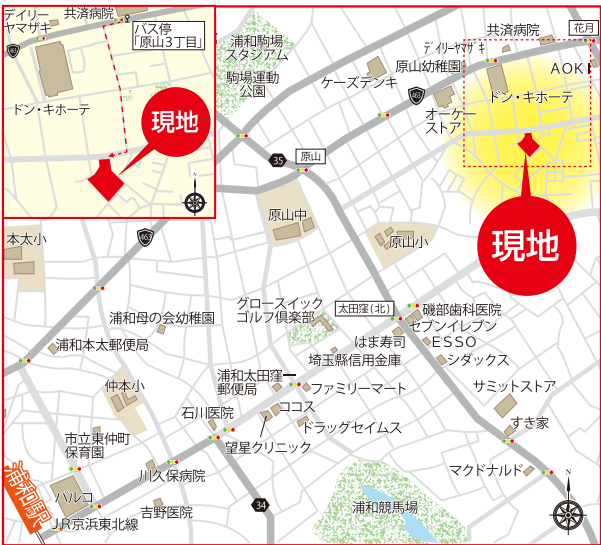 デイリー
ヤマザキ
共済病院
バス停
「原山3丁目」
463
ドン・キホーテ
現地
N
浦和駒場
スタジアム
駒場運動
公園
ケーズデンキ
デイリーヤマザキ
原山幼稚園
共済病院
花月
AOKI
ドン・キホーテ
463
オーケー
ストア
35
原山
現地
原山中
原山小
本太小
463
グロースイック
ゴルフ倶楽部
太田窪(北)
磯部歯科医院
セブンイレブン
ESSO
シダックス
はま寿司
埼玉縣信用金庫
浦和母の会幼稚園
浦和本太郵便局
浦和太田窪一
郵便局
ファミリーマート
サミットストア
仲本小
石川医院
ココス
ドラッグセイムス
すき家
望星クリニック
市立東仲町
保育園
川久保病院
マクドナルド
浦和駅
パルコ
吉野医院
34
浦和競馬場
JR京浜東北線
N